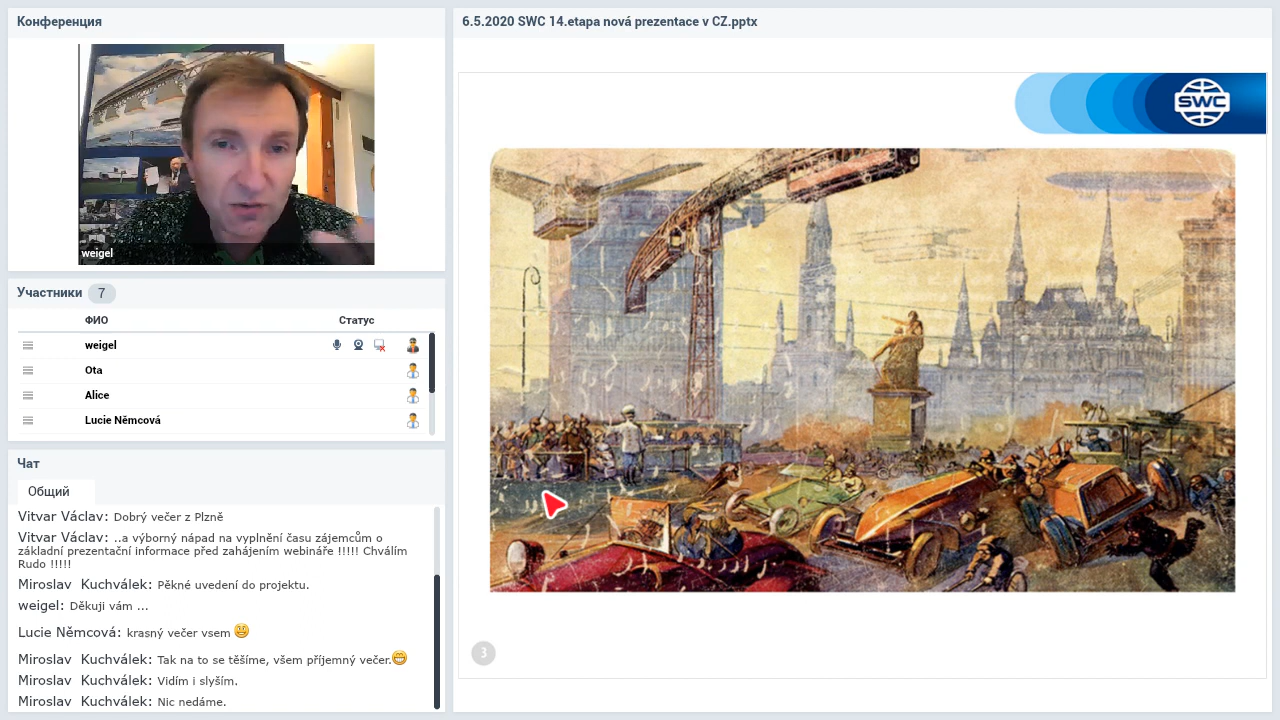 Конференция
weigel
Участники 7
ФИО Статус
weigel
Ota
Alice
Lucie Němcová
Чат
Общий
Vitvar Václav: Dobrý večer z Plzně
Vitvar Václav: ..a výborný nápad na vyplnění času zájemcům o
základní prezentační informace před zahájením webináře !!!!! Chválím
Rudo !!!!!
Miroslav Kuchválek: Pěkné uvedení do projektu.
weigel: Děkuji vám ...
Lucie Němcová: krasný večer vsem
Miroslav Kuchválek: Tak na to se těšíme, všem příjemný večer.
Miroslav Kuchválek: Vidím i slyším.
Miroslav Kuchválek: Nic nedáme.
6.5.2020 SWC 14.etapa nová prezentace v CZ.pptx
SWC
3